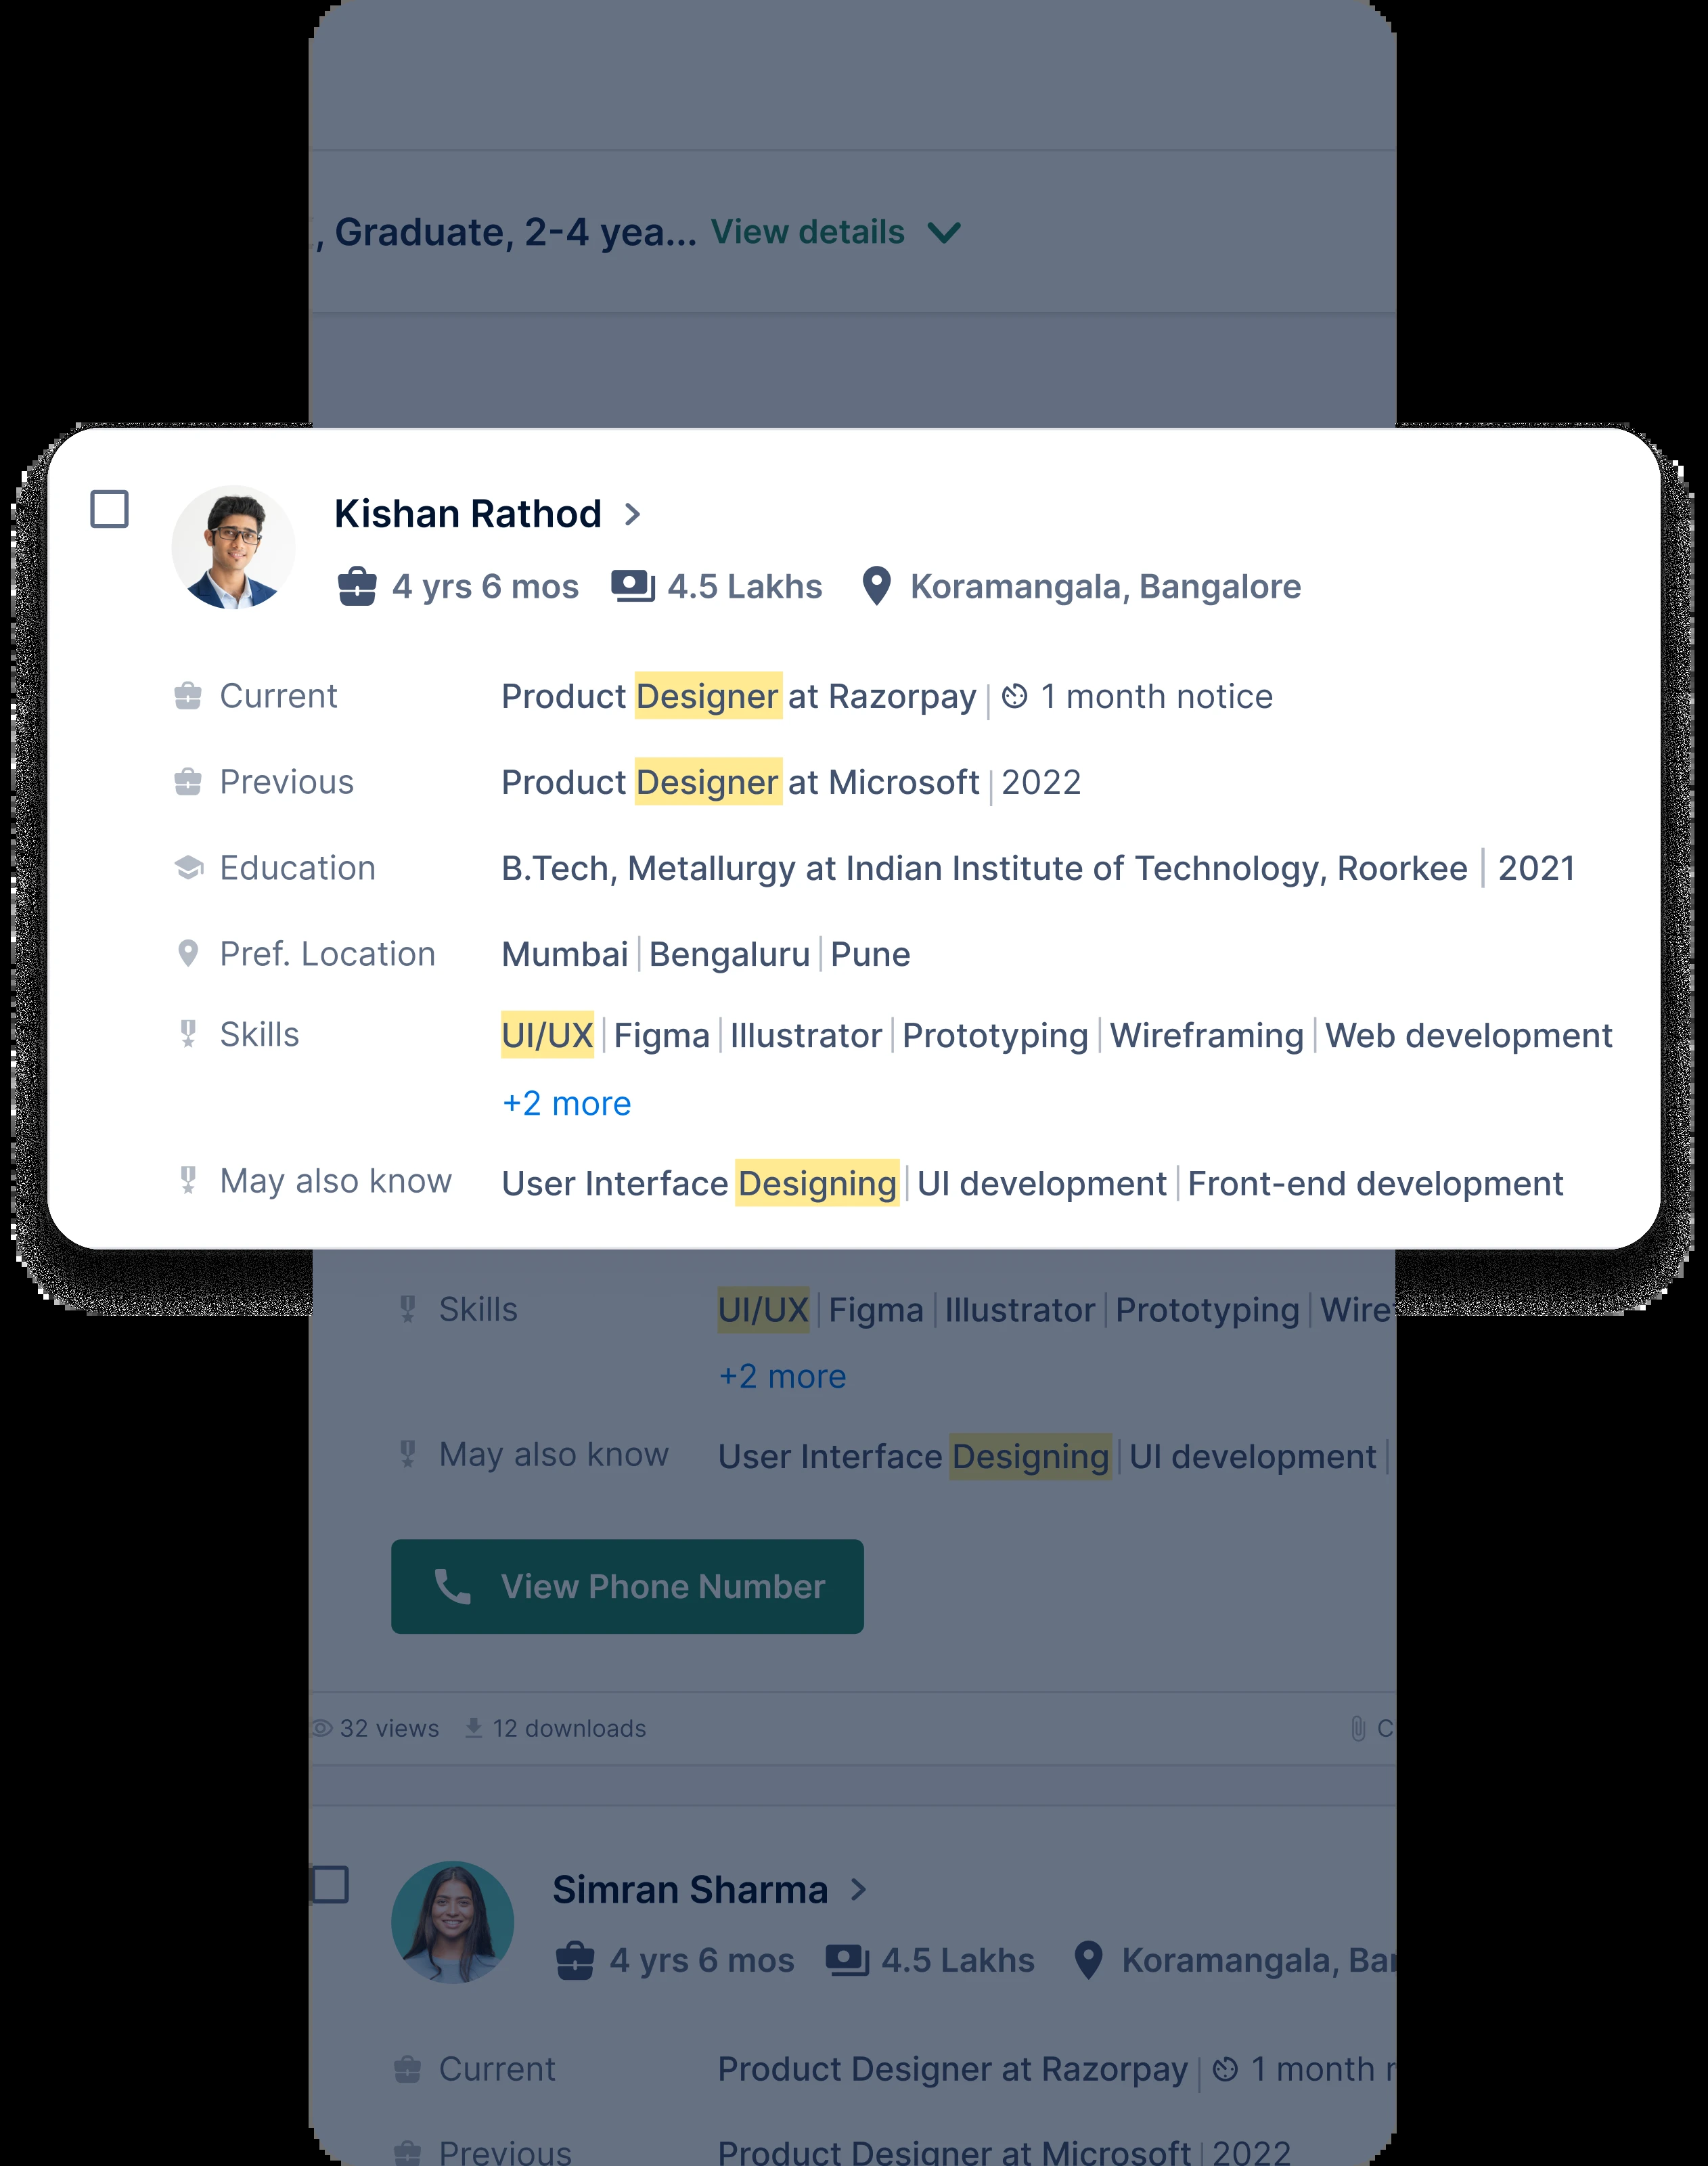 , Graduate, 2-4 yea... View details
Kishan Rathod
4 yrs 6 mos 4.5 Lakhs Koramangala, Bangalore
Current Product Designer at Razorpay | 1 month notice
Previous Product Designer at Microsoft | 2022
Education B.Tech, Metallurgy at Indian Institute of Technology, Roorkee | 2021
Pref. Location Mumbai | Bengaluru | Pune
Skills UI/UX | Figma | Illustrator | Prototyping | Wireframing | Web development
+2 more
May also know User Interface Designing | UI development | Front-end development
Skills UI/UX | Figma | Illustrator | Prototyping | Wire
+2 more
May also know User Interface Designing | UI development |
View Phone Number
32 views 12 downloads C
Simran Sharma
4 yrs 6 mos 4.5 Lakhs Koramangala, Ban
Current Product Designer at Razorpay | 1 month n
Previous Product Designer at Microsoft | 2022